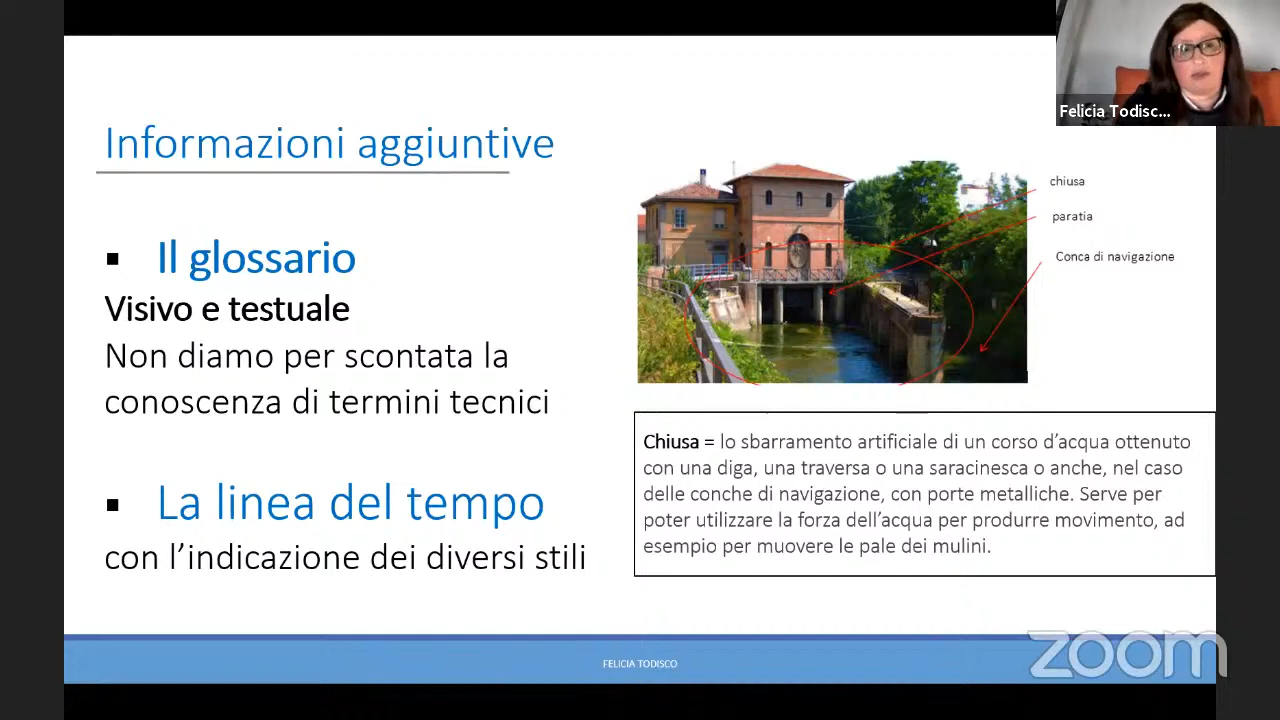 Felicia Todisc...
Informazioni aggiuntive
▪ Il glossario
Visivo e testuale
Non diamo per scontata la
conoscenza di termini tecnici
▪ La linea del tempo
con l’indicazione dei diversi stili
chiusa
paratia
Conca di navigazione
Chiusa = lo sbarramento artificiale di un corso d’acqua ottenuto
con una diga, una traversa o una saracinesca o anche, nel caso
delle conche di navigazione, con porte metalliche. Serve per
poter utilizzare la forza dell’acqua per produrre movimento, ad
esempio per muovere le pale dei mulini.
FELICIA TODISCO
zoom